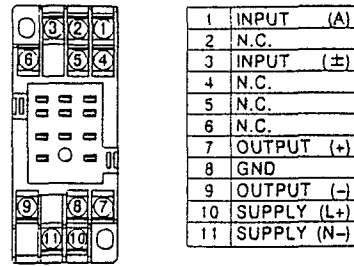 3 2 1
6 5 4
9 8 7
11 10
1 INPUT (A)
2 N.C.
3 INPUT (±)
4 N.C.
5 N.C.
6 N.C.
7 OUTPUT (+)
8 GND
9 OUTPUT (-)
10 SUPPLY (L+)
11 SUPPLY (N-)